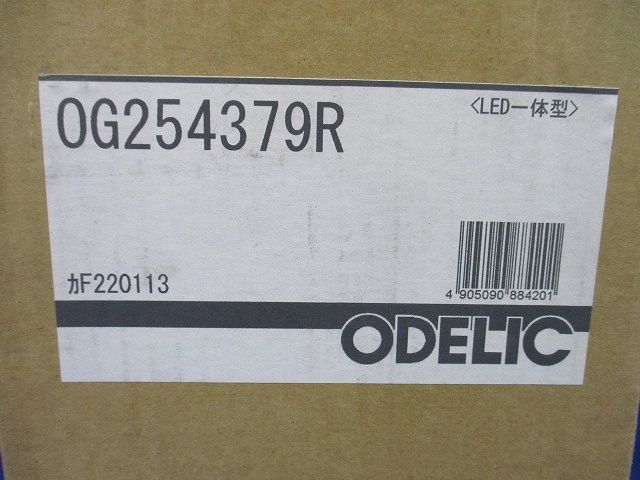 OG254379R
〈LED一体型〉
ｶF220113
4 905090 884201
ODELIC